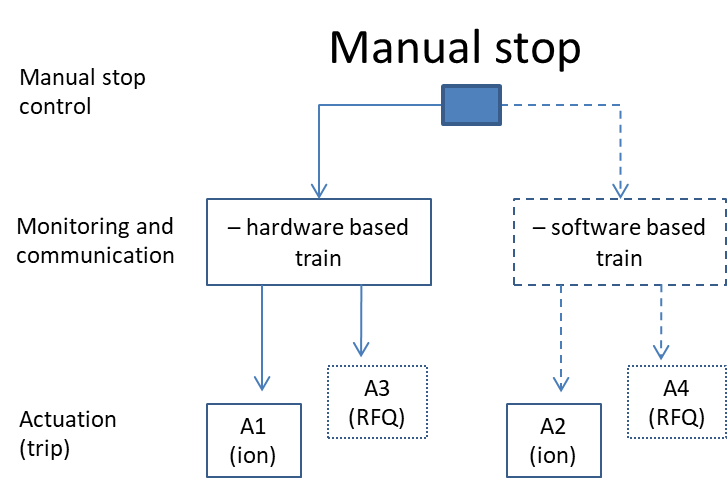 Manual stop
Manual stop
control
Monitoring and
communication
– hardware based
train
– software based
train
A3
(RFQ)
A4
(RFQ)
Actuation
(trip)
A1
(ion)
A2
(ion)